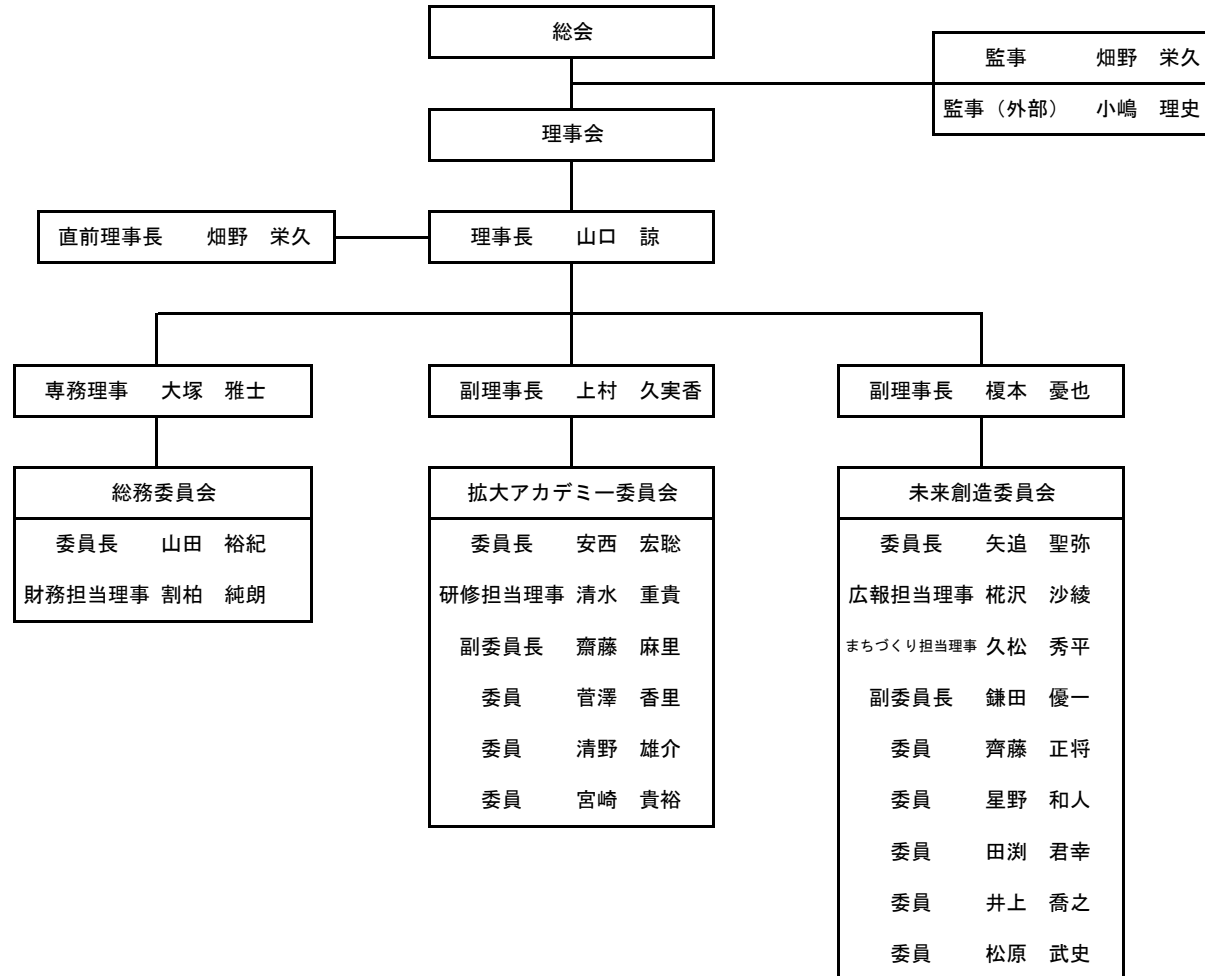 総会
監事 畑野 栄久
監事（外部） 小嶋 理史
理事会
直前理事長 畑野 栄久
理事長 山口 諒
専務理事 大塚 雅士
副理事長 上村 久実香
副理事長 榎本 憂也
総務委員会
委員長 山田 裕紀
財務担当理事 割柏 純朗
拡大アカデミー委員会
委員長 安西 宏聡
研修担当理事 清水 重貴
副委員長 齋藤 麻里
委員 菅澤 香里
委員 清野 雄介
委員 宮崎 貴裕
未来創造委員会
委員長 矢追 聖弥
広報担当理事 椛沢 沙綾
まちづくり担当理事 久松 秀平
副委員長 鎌田 優一
委員 齊藤 正将
委員 星野 和人
委員 田渕 君幸
委員 井上 喬之
委員 松原 武史